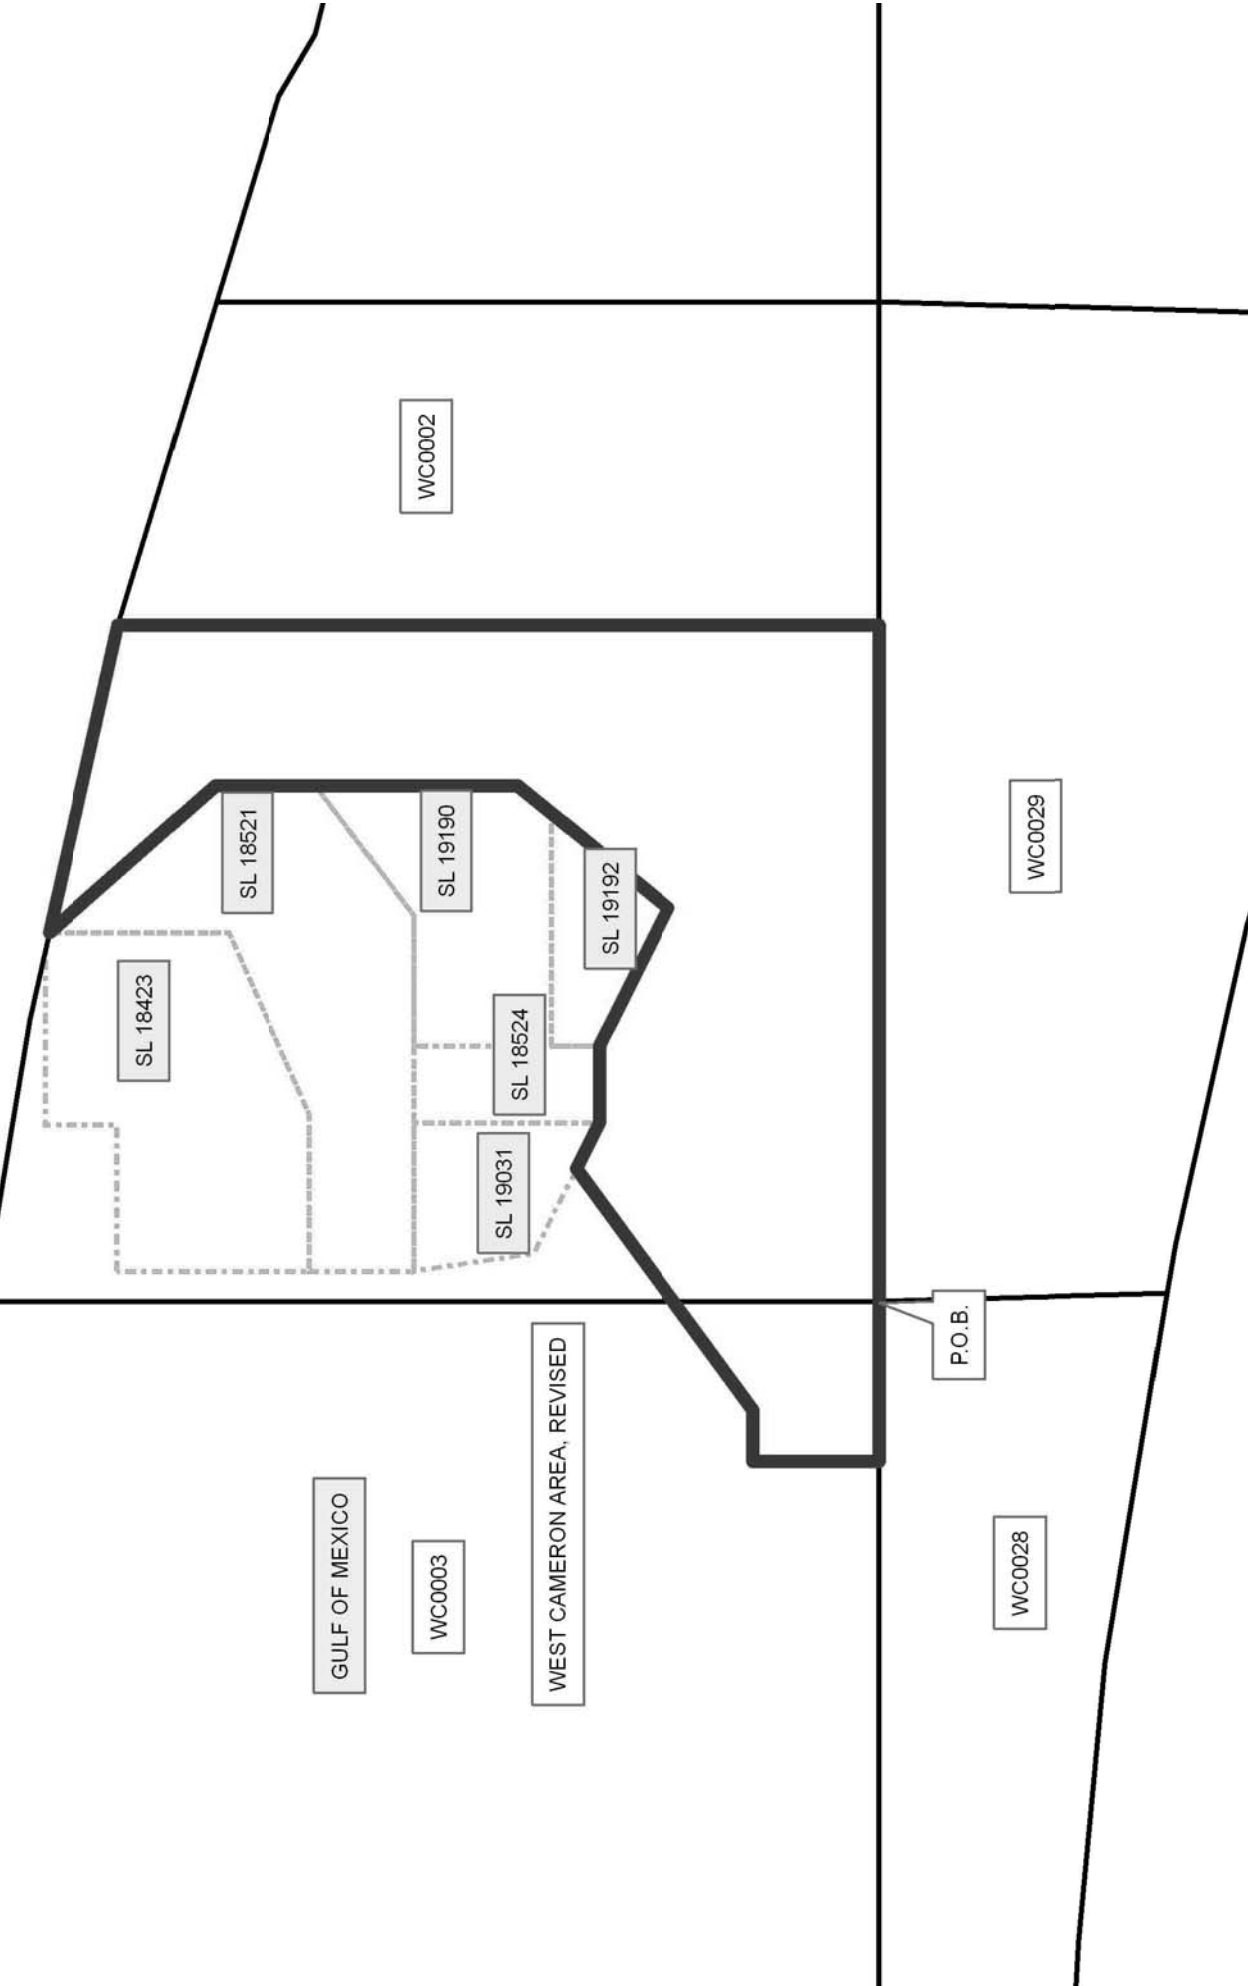 SL 18423
SL 18521
SL 19190
SL 19192
SL 18524
SL 19031
WC0002
GULF OF MEXICO
WC0003
WEST CAMERON AREA, REVISED
P.O.B.
WC0029
WC0028